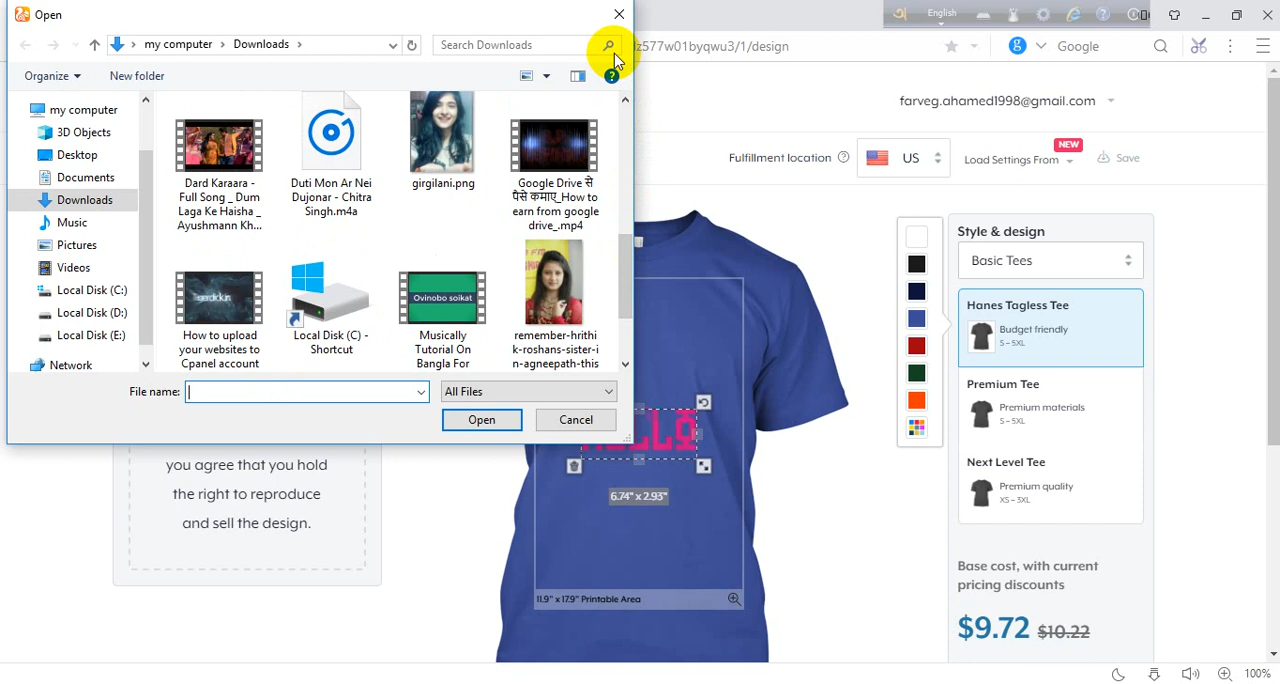 Open
English
my computer
Downloads
Search Downloads
lz577w01byqwu3/1/design
Google
Organize
New folder
my computer
3D Objects
Desktop
Documents
Downloads
Music
Pictures
Videos
Local Disk (C:)
Local Disk (D:)
Local Disk (E:)
Network
Dard Karaara -
Full Song _ Dum
Laga Ke Haisha _
Ayushmann Kh...
Duti Mon Ar Nei
Dujonar - Chitra
Singh.m4a
girgilani.png
Google Drive से
पैसे कमाए_How to
earn from google
drive_.mp4
How to upload
your websites to
Cpanel account
Local Disk (C) -
Shortcut
Ovinobo soikat
Musically
Tutorial On
Bangla For
remember-hrithi
k-roshans-sister-i
n-agneepath-this
File name:
All Files
Open
Cancel
farveg.ahamed1998@gmail.com
Fulfillment location
US
NEW
Load Settings From
Save
you agree that you hold
the right to reproduce
and sell the design.
HELLO
6.74" x 2.93"
11.9" x 17.9" Printable Area
Style & design
Basic Tees
Hanes Tagless Tee
Budget friendly
S – 5XL
Premium Tee
Premium materials
S – 5XL
Next Level Tee
Premium quality
XS – 3XL
Base cost, with current
pricing discounts
$9.72 $10.22
100%